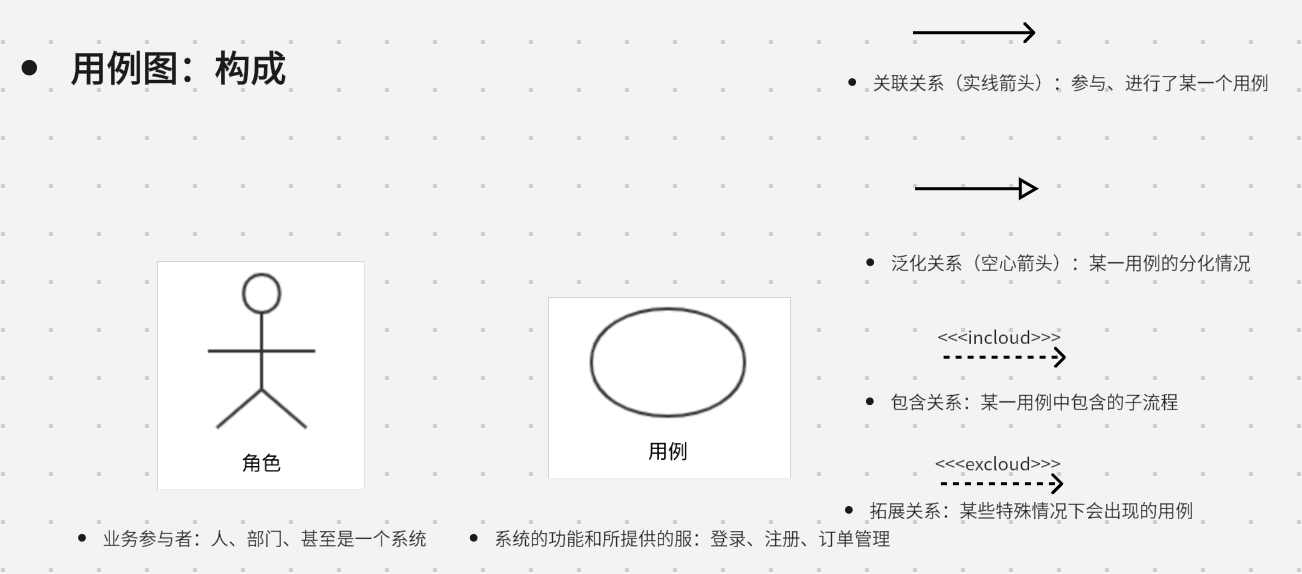 用例图：构成
关联关系（实线箭头）：参与、进行了某一个用例
泛化关系（空心箭头）：某一用例的分化情况
<<<incloud>>>
包含关系：某一用例中包含的子流程
<<<excloud>>>
拓展关系：某些特殊情况下会出现的用例
角色
用例
业务参与者：人、部门、甚至是一个系统
系统的功能和所提供的服：登录、注册、订单管理